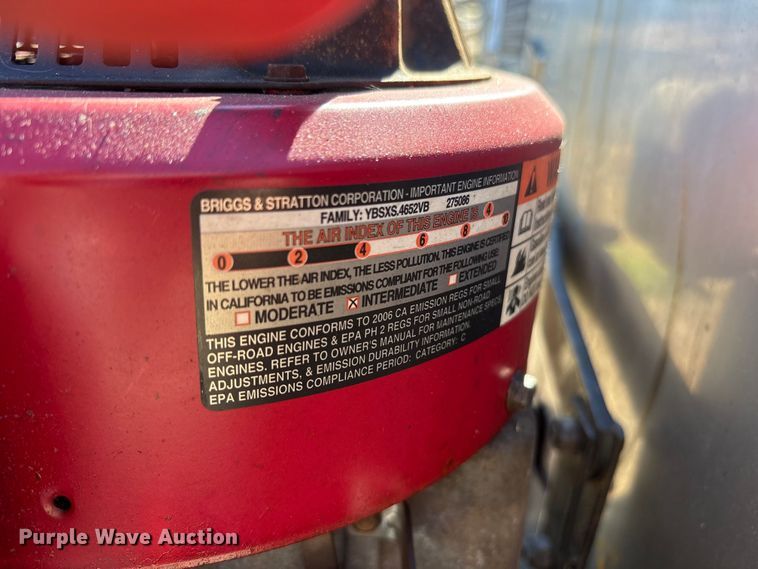 BRIGGS & STRATTON CORPORATION - IMPORTANT ENGINE INFORMATION
FAMILY: YBSXS.4652VB 275086
THE AIR INDEX OF THIS ENGINE IS 4
0 2 4 6 8
THE LOWER THE AIR INDEX, THE LESS POLLUTION. THIS ENGINE IS CERTIFIED
IN CALIFORNIA TO BE EMISSIONS COMPLIANT FOR THE FOLLOWING USE:
MODERATE INTERMEDIATE EXTENDED
THIS ENGINE CONFORMS TO 2006 CA EMISSION REGS FOR SMALL
OFF-ROAD ENGINES & EPA PH 2 REGS FOR SMALL NON-ROAD
ENGINES. REFER TO OWNER'S MANUAL FOR MAINTENANCE SPECS,
ADJUSTMENTS, & EMISSION DURABILITY INFORMATION.
EPA EMISSIONS COMPLIANCE PERIOD: CATEGORY: C
Purple Wave Auction